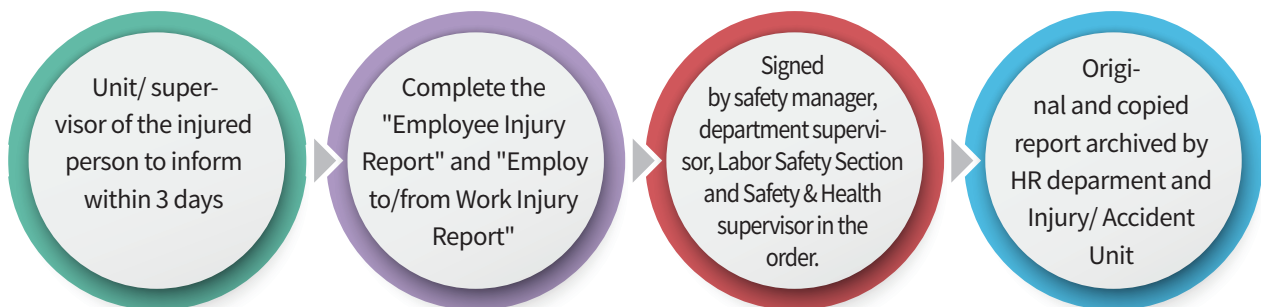 Unit/ super-
visor of the injured
person to inform
within 3 days
Complete the
"Employee Injury
Report" and "Employ
to/from Work Injury
Report"
Signed
by safety manager,
department supervi-
sor, Labor Safety Section
and Safety & Health
supervisor in the
order.
Origi-
nal and copied
report archived by
HR deparment and
Injury/ Accident
Unit